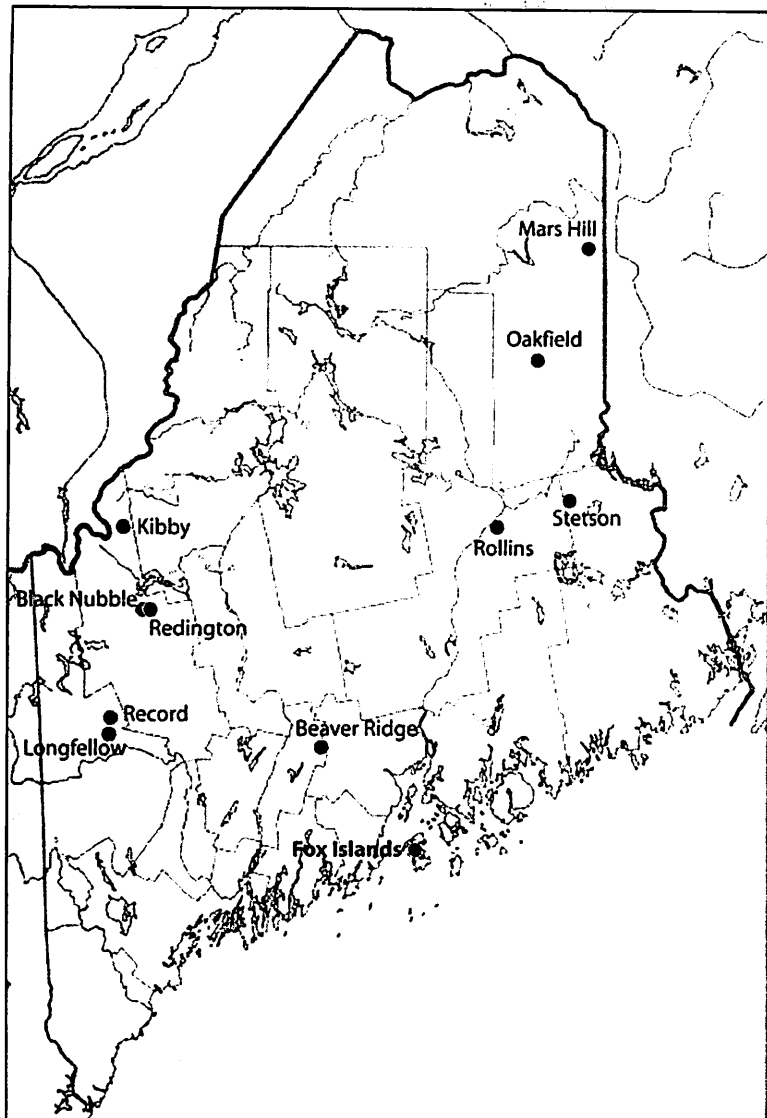 Mars Hill
Oakfield
Stetson
Kibby
Rollins
Black Nubble
Redington
Record
Longfellow
Beaver Ridge
Fox Islands